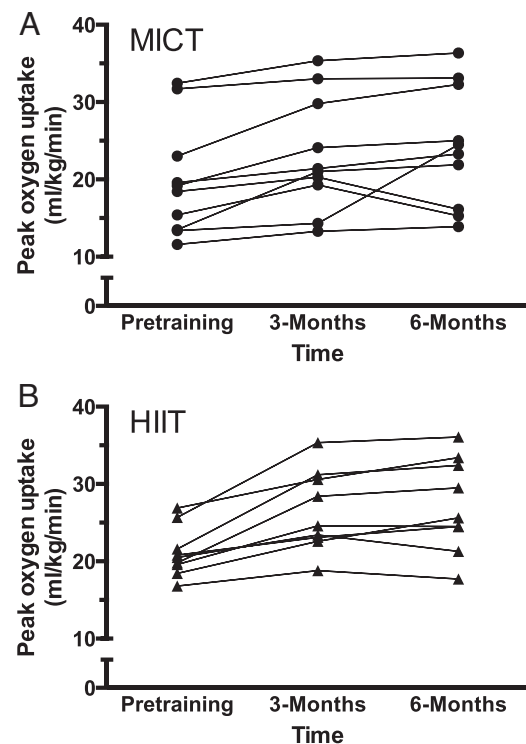 A
MICT
Peak oxygen uptake
(ml/kg/min)
40
30
20
10
0
Pretraining 3-Months 6-Months
Time
B
HIIT
Peak oxygen uptake
(ml/kg/min)
40
30
20
10
0
Pretraining 3-Months 6-Months
Time